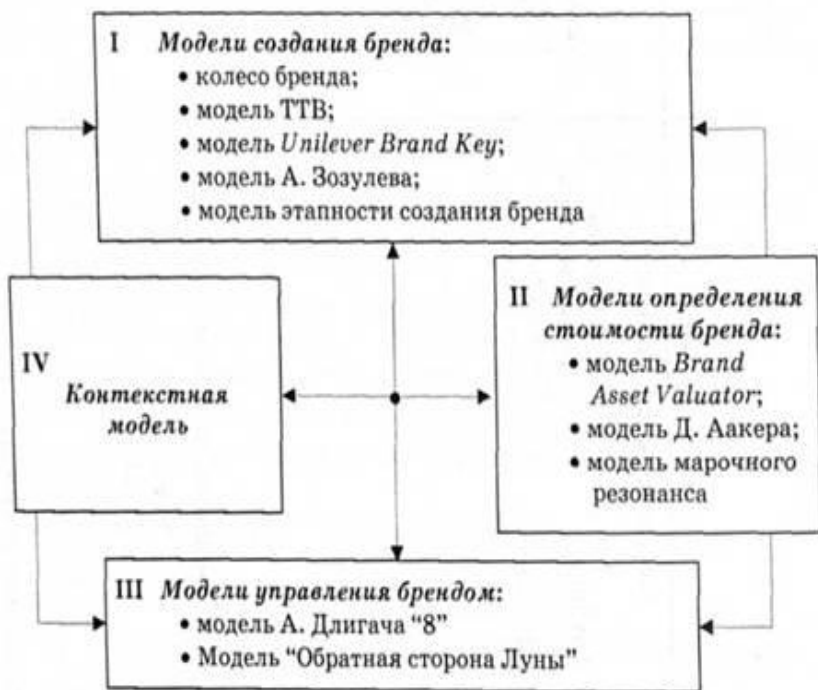 I Модели создания бренда:
• колесо бренда;
• модель ТТВ;
• модель Unilever Brand Key;
• модель А. Зозулева;
• модель этапности создания бренда
IV
Контекстная
модель
II Модели определения
стоимости бренда:
• модель Brand
Asset Valuator;
• модель Д. Аакера;
• модель марочного
резонанса
III Модели управления брендом:
• модель А. Длигача “8”
• Модель “Обратная сторона Луны”